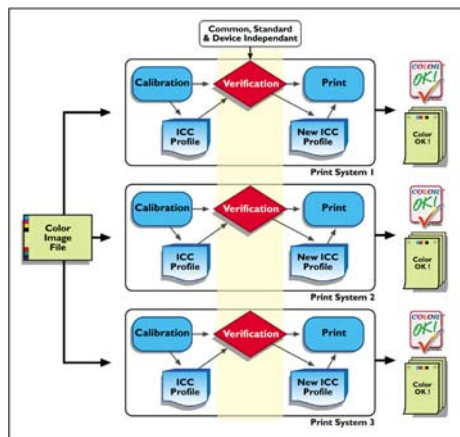 Common, Standard
& Device Independant
Calibration
Verification
Print
ICC
Profile
New ICC
Profile
Print System 1
COLOR
OK!
Color
OK !
Color
Image
File
Calibration
Verification
Print
ICC
Profile
New ICC
Profile
Print System 2
COLOR
OK!
Color
OK !
Calibration
Verification
Print
ICC
Profile
New ICC
Profile
Print System 3
COLOR
OK!
Color
OK !